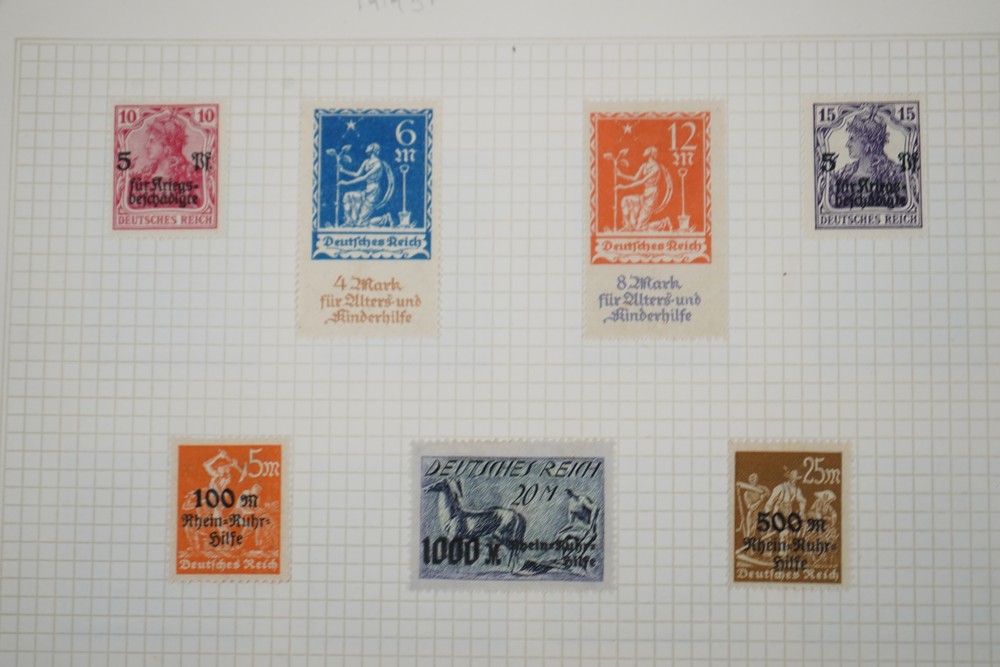 10 10
5 Pf
für Kriegs-
beschädigte
DEUTSCHES REICH
6
M
Deutsches Reich
4 Mark
für Alters- und
Kinderhilfe
12
M
Deutsches Reich
8 Mark
für Alters- und
Kinderhilfe
15 15
5 Pf
für Kriegs-
beschädigte
DEUTSCHES REICH
5M
100 M
Rhein=Ruhr=
Hilfe
Deutsches Reich
DEUTSCHES REICH
20 M
1000 M Rhein=Ruhr=
Hilfe
25M
500 M
Rhein=Ruhr=
Hilfe
Deutsches Reich